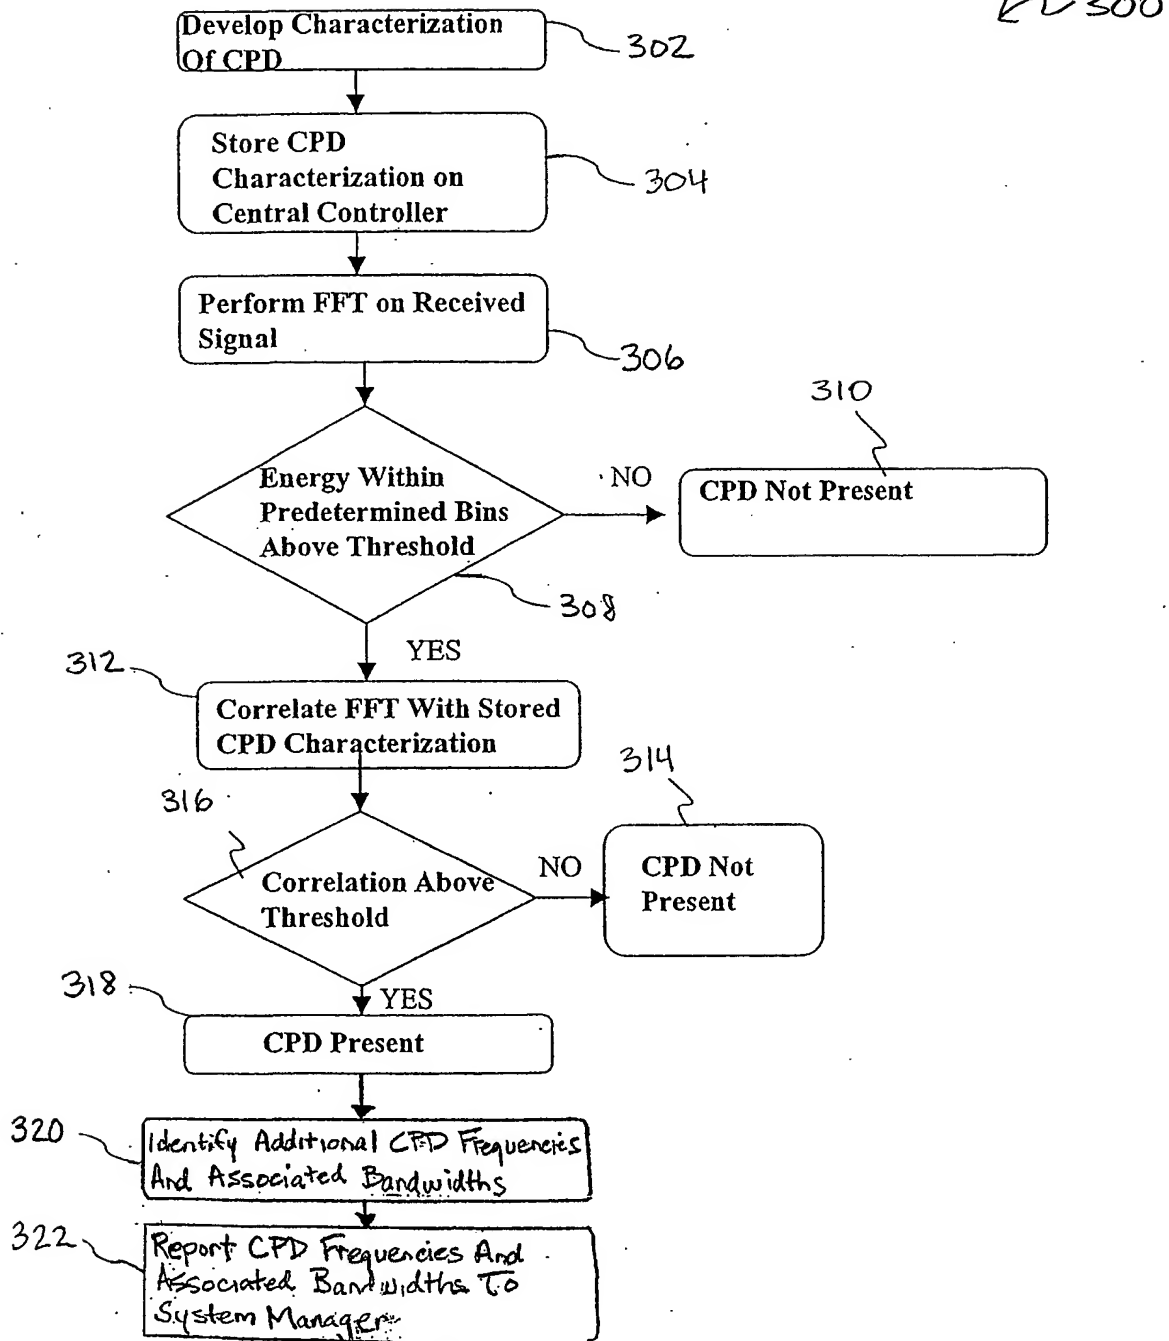 300
Develop Characterization
Of CPD
302
Store CPD
Characterization on
Central Controller
304
Perform FFT on Received
Signal
306
310
Energy Within
Predetermined Bins
Above Threshold
NO
CPD Not Present
308
YES
312
Correlate FFT With Stored
CPD Characterization
314
316
Correlation Above
Threshold
NO
CPD Not
Present
318
YES
CPD Present
320
Identify Additional CPD Frequencies
And Associated Bandwidths
322
Report CPD Frequencies And
Associated Bandwidths To
System Manager